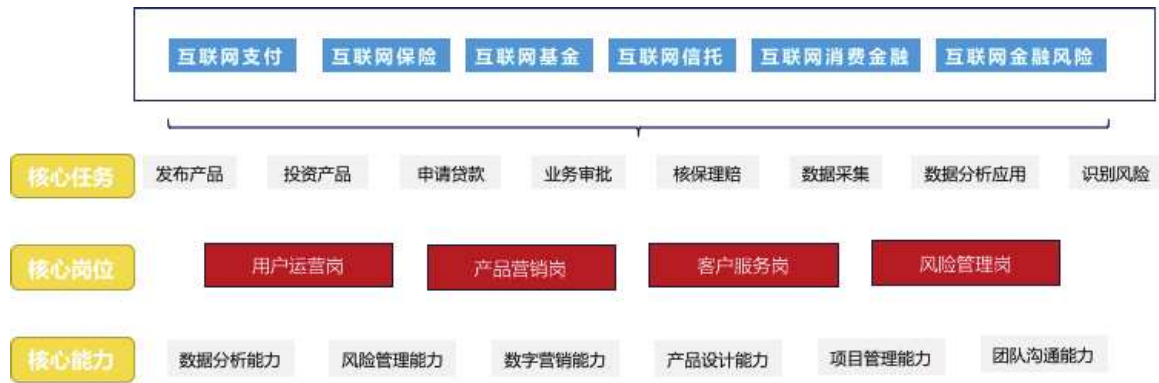 互联网支付 互联网保险 互联网基金 互联网信托 互联网消费金融 互联网金融风险
核心任务 发布产品 投资产品 申请贷款 业务审批 核保理赔 数据采集 数据分析应用 识别风险
核心岗位 用户运营岗 产品营销岗 客户服务岗 风险管理岗
核心能力 数据分析能力 风险管理能力 数字营销能力 产品设计能力 项目管理能力 团队沟通能力